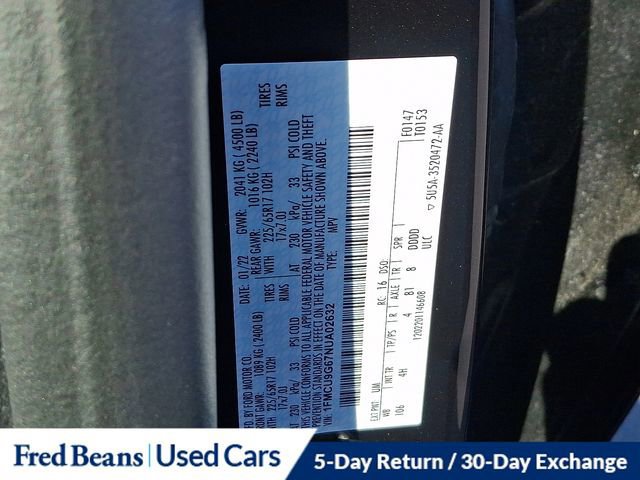 MFD. BY FORD MOTOR CO.
DATE: 01/22 GVWR: 2041 KG ( 4500 LB)
FRONT GAWR: 1089 KG ( 2400 LB) REAR GAWR: 1016 KG ( 2240 LB)
WITH 225/65R17 102H TIRES WITH 225/65R17 102H TIRES
17x7.0J RIMS 17x7.0J RIMS
AT 230 kPa/ 33 PSI COLD AT 230 kPa/ 33 PSI COLD
THIS VEHICLE CONFORMS TO ALL APPLICABLE FEDERAL MOTOR VEHICLE SAFETY AND THEFT
PREVENTION STANDARDS IN EFFECT ON THE DATE OF MANUFACTURE SHOWN ABOVE.
VIN: 1FMCU9G67NUA02632 TYPE: MPV
F0147
T0153
EXT PNT: UM RC: 16 DSO:
WB INT TR TP/PS R AXLE TR SPR
106 4H 4 B1 8 DDDD
1202201146608 ULC
▽ 5U5A-3520472-AA
Fred Beans Used Cars
5-Day Return / 30-Day Exchange